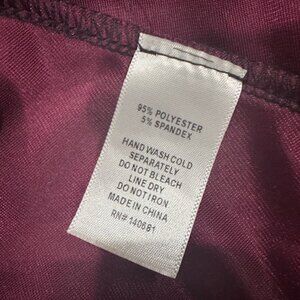 95% POLYESTER
5% SPANDEX
HAND WASH COLD
SEPARATELY
DO NOT BLEACH
LINE DRY
DO NOT IRON
MADE IN CHINA
RN# 140681